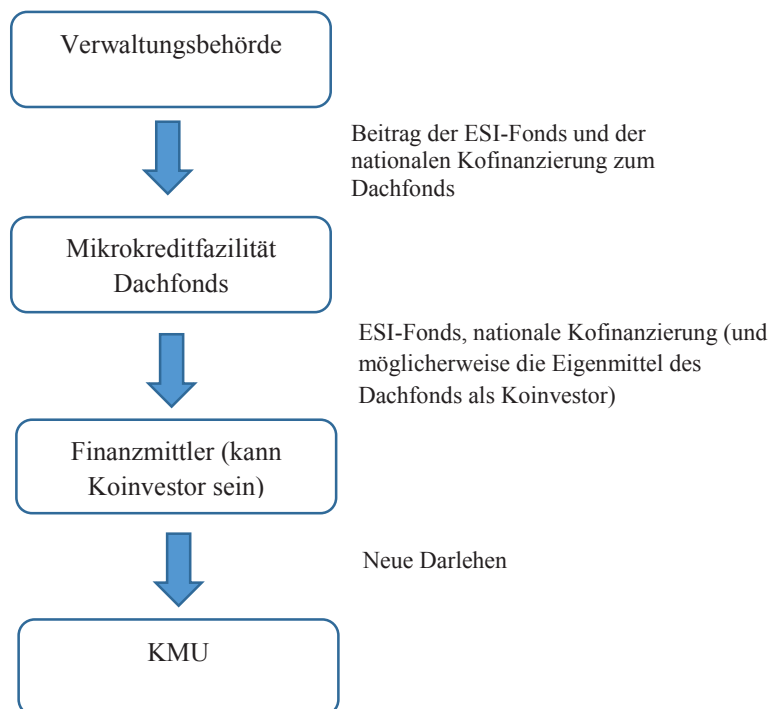 Verwaltungsbehörde
Beitrag der ESI-Fonds und der
nationalen Kofinanzierung zum
Dachfonds
Mikrokreditfazilität
Dachfonds
ESI-Fonds, nationale Kofinanzierung (und
möglicherweise die Eigenmittel des
Dachfonds als Koinvestor)
Finanzmittler (kann
Koinvestor sein)
Neue Darlehen
KMU